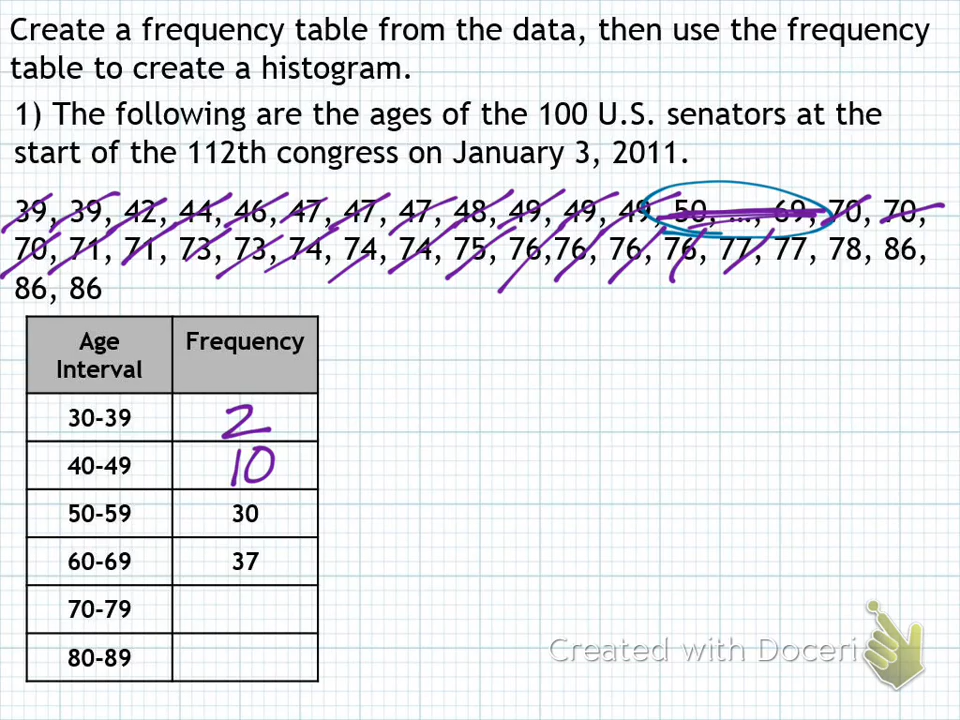 Create a frequency table from the data, then use the frequency
table to create a histogram.
1) The following are the ages of the 100 U.S. senators at the
start of the 112th congress on January 3, 2011.
39, 39, 42, 44, 46, 47, 47, 47, 48, 49, 49, 49, 50, ..., 69, 70, 70,
70, 71, 71, 73, 73, 74, 74, 74, 75, 76,76, 76, 76, 77, 77, 78, 86,
86, 86
Age Interval Frequency
30-39 2
40-49 10
50-59 30
60-69 37
70-79
80-89
Created with Doceri